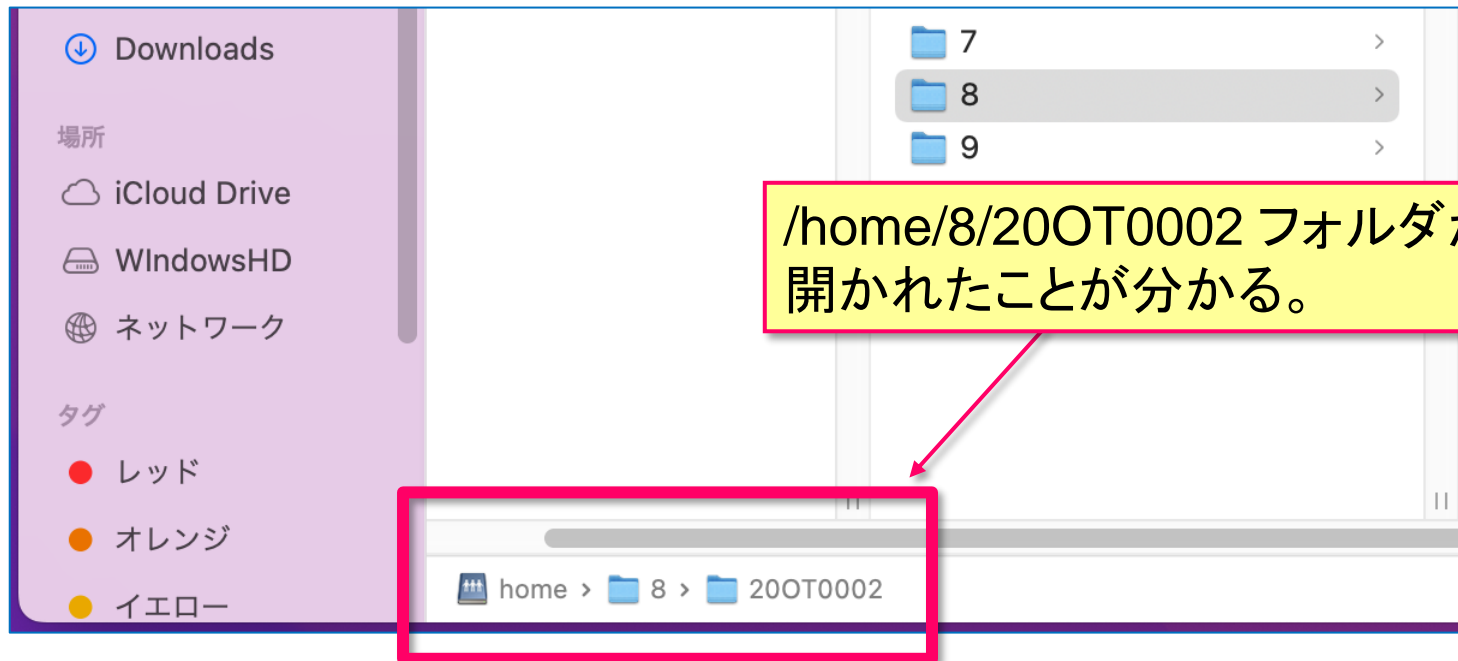 Downloads
場所
iCloud Drive
WIndowsHD
ネットワーク
タグ
レッド
オレンジ
イエロー
7
8
9
/home/8/20OT0002 フォルダが
開かれたことが分かる。
home > 8 > 20OT0002